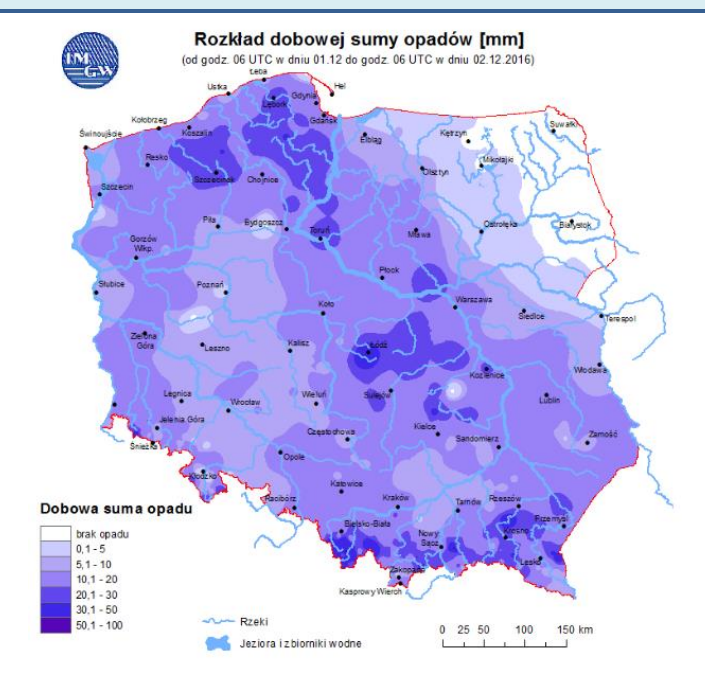 IM
GW
Rozkład dobowej sumy opadów [mm]
(od godz. 06 UTC w dniu 01.12 do godz. 06 UTC w dniu 02.12.2016)
Łeba
Hel
Ustka
Gdynia
Lębork
Gdańsk
Kołobrzeg
Koszalin
Świnoujście
Elbląg
Kętrzyn
Suwałki
Resko
Mikołajki
Szczecinek
Chojnice
Olsztyn
Szczecin
Piła
Bydgoszcz
Toruń
Mława
Ostrołęka
Białystok
Gorzów
Wlkp.
Płock
Słubice
Poznań
Koło
Warszawa
Siedlce
Terespol
Zielona
Góra
Leszno
Kalisz
Łódź
Kozienice
Włodawa
Legnica
Wrocław
Wieluń
Sulejów
Lublin
Jelenia Góra
Częstochowa
Kielce
Sandomierz
Zamość
Śnieżka
Kłodzko
Opole
Katowice
Racibórz
Kraków
Tarnów
Rzeszów
Przemyśl
Bielsko-Biała
Nowy
Sącz
Krosno
Lesko
Zakopane
Kasprowy Wierch
Dobowa suma opadu
brak opadu
0,1 - 5
5,1 - 10
10,1 - 20
20,1 - 30
30,1 - 50
50,1 - 100
Rzeki
Jeziora i zbiorniki wodne
0 25 50 100 150 km